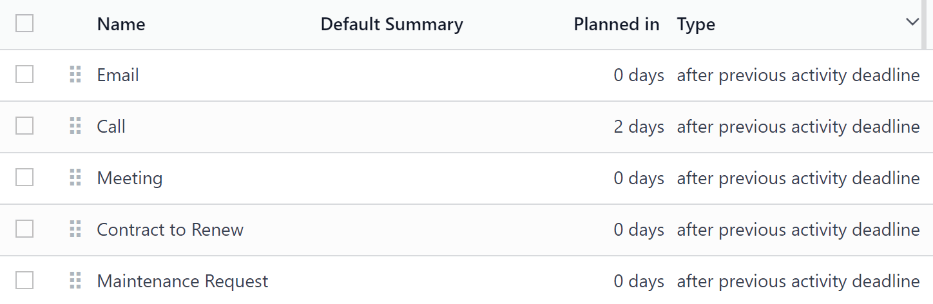 Name Default Summary Planned in Type
Email 0 days after previous activity deadline
Call 2 days after previous activity deadline
Meeting 0 days after previous activity deadline
Contract to Renew 0 days after previous activity deadline
Maintenance Request 0 days after previous activity deadline